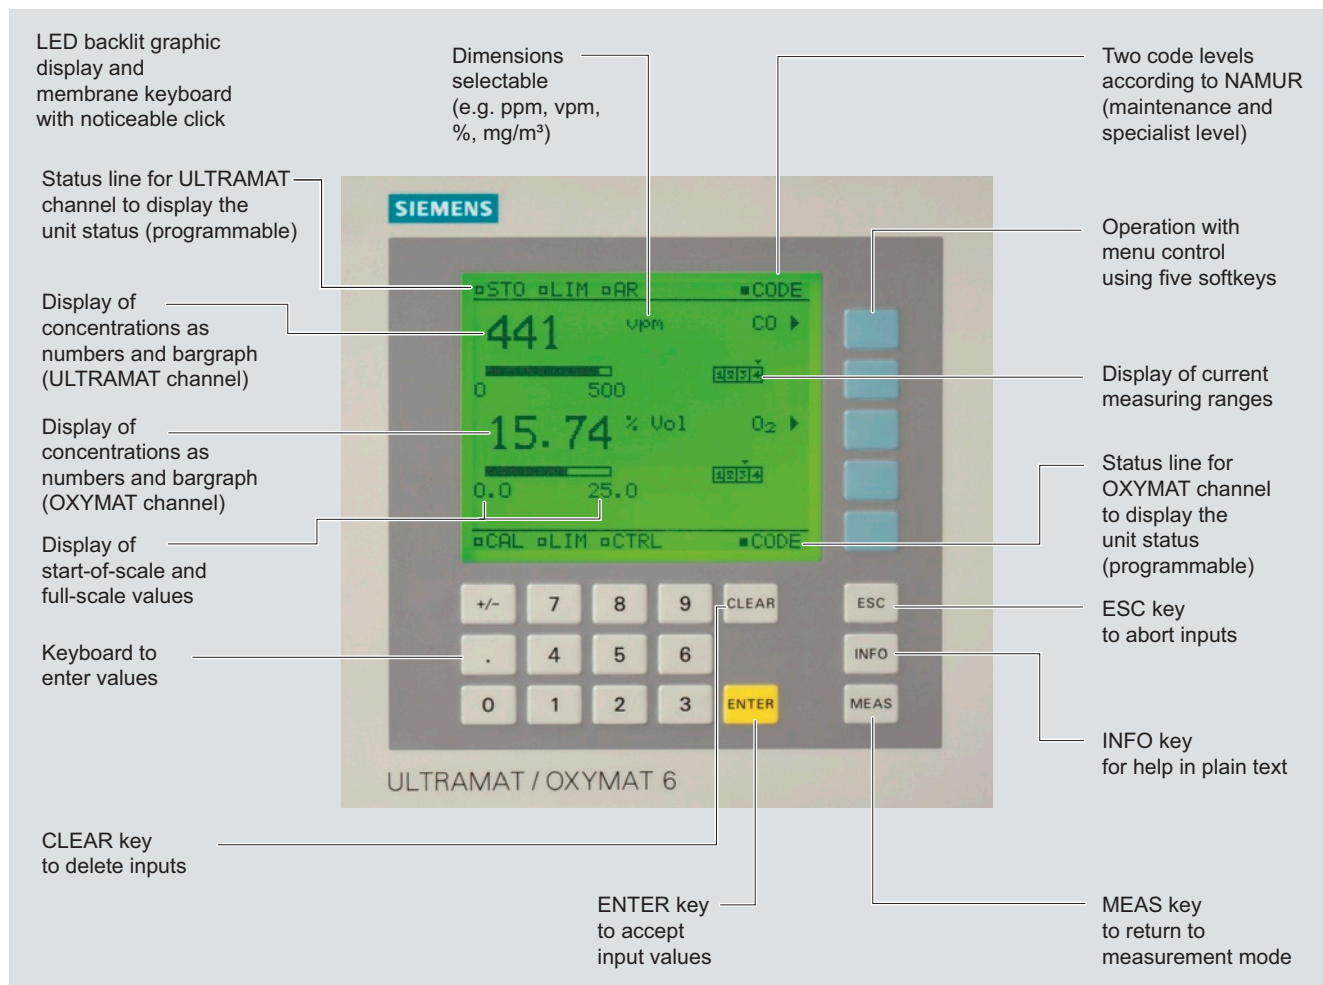 LED backlit graphic
display and
membrane keyboard
with noticeable click
Dimensions
selectable
(e.g. ppm, vpm,
%, mg/m³)
Two code levels
according to NAMUR
(maintenance and
specialist level)
Status line for ULTRAMAT
channel to display the
unit status (programmable)
Display of
concentrations as
numbers and bargraph
(ULTRAMAT channel)
Display of
concentrations as
numbers and bargraph
(OXYMAT channel)
Display of
start-of-scale and
full-scale values
Keyboard to
enter values
SIEMENS
STO LIM AR CODE
441 vpm CO
0 500 1 2 3 4
15.74 % Vol O₂
1 2 3 4
0.0 25.0
CAL LIM CTRL CODE
+/- 7 8 9 CLEAR ESC
. 4 5 6 INFO
0 1 2 3 ENTER MEAS
ULTRAMAT / OXYMAT 6
Operation with
menu control
using five softkeys
Display of current
measuring ranges
Status line for
OXYMAT channel
to display the
unit status
(programmable)
ESC key
to abort inputs
INFO key
for help in plain text
CLEAR key
to delete inputs
ENTER key
to accept
input values
MEAS key
to return to
measurement mode